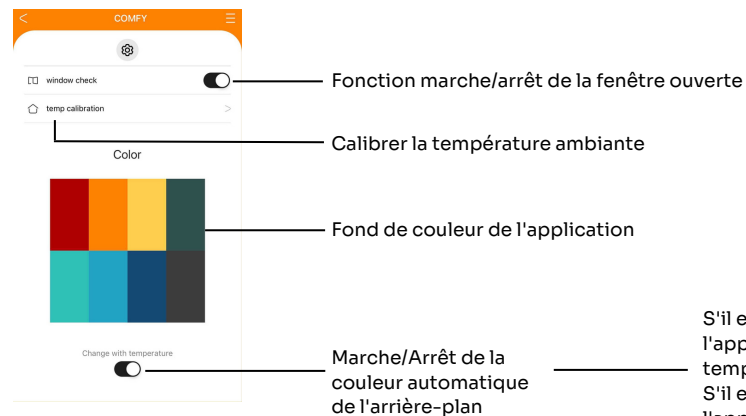 COMFY
window check
Fonction marche/arrêt de la fenêtre ouverte
temp calibration
Calibrer la température ambiante
Color
Fond de couleur de l'application
Change with temperature
Marche/Arrêt de la
couleur automatique
de l'arrière-plan
S'il e
l'app
temp
S'il e